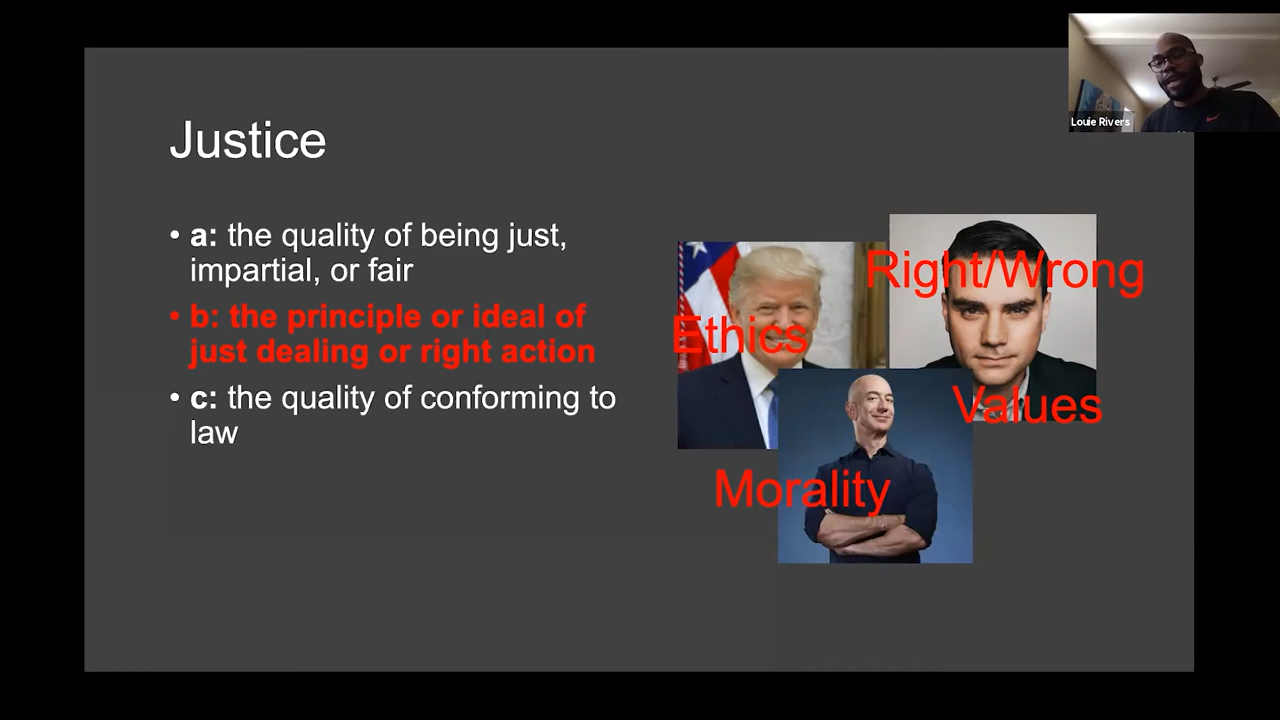 Louie Rivers
Justice
• a: the quality of being just,
impartial, or fair
• b: the principle or ideal of
just dealing or right action
• c: the quality of conforming to
law
Right/Wrong
Ethics
Values
Morality